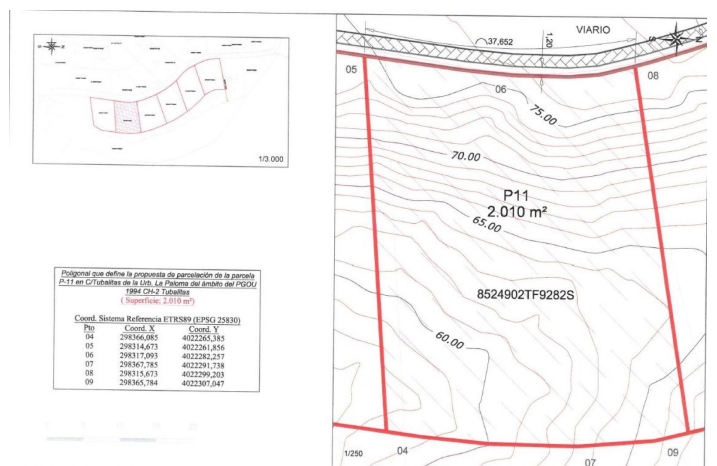 1/3.000
Poligonal que define la propuesta de parcelación de la parcela
P-11 en C/Tubalitas de la Urb. La Paloma del ámbito del PGOU
1994 CH-2 Tubalitas
( Superficie: 2.010 m²)
Coord. Sistema Referencia ETRS89 (EPSG 25830)
Pto Coord. X Coord. Y
04 298366,085 4022265,385
05 298314,673 4022261,856
06 298317,093 4022282,257
07 298367,785 4022291,738
08 298315,673 4022299,203
09 298365,784 4022307,047
VIARIO
37,652
1,20
S
N
05
06
08
75.00
70.00
P11
2.010 m²
65.00
8524902TF9282S
60.00
1/250
04
07
09